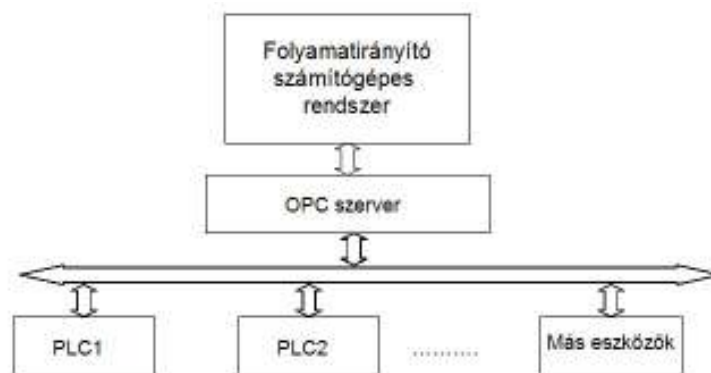 Folyamatirányító
számítógépes
rendszer
OPC szerver
PLC1
PLC2
..........
Más eszközök